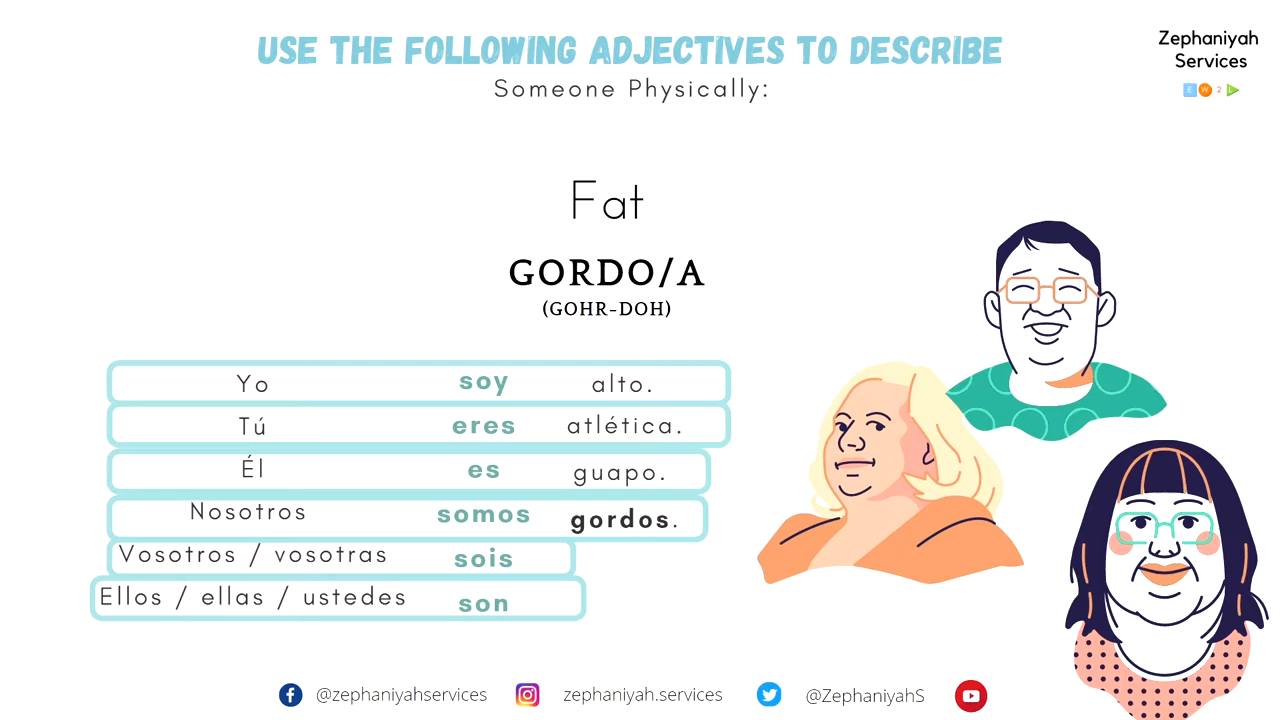 USE THE FOLLOWING ADJECTIVES TO DESCRIBE
Someone Physically:
Zephaniyah
Services
E W 2 L
Fat
GORDO/A
(GOHR-DOH)
Yo soy alto.
Tú eres atlética.
Él es guapo.
Nosotros somos gordos.
Vosotros / vosotras sois
Ellos / ellas / ustedes son
@zephaniyahservices zephaniyah.services @ZephaniyahS